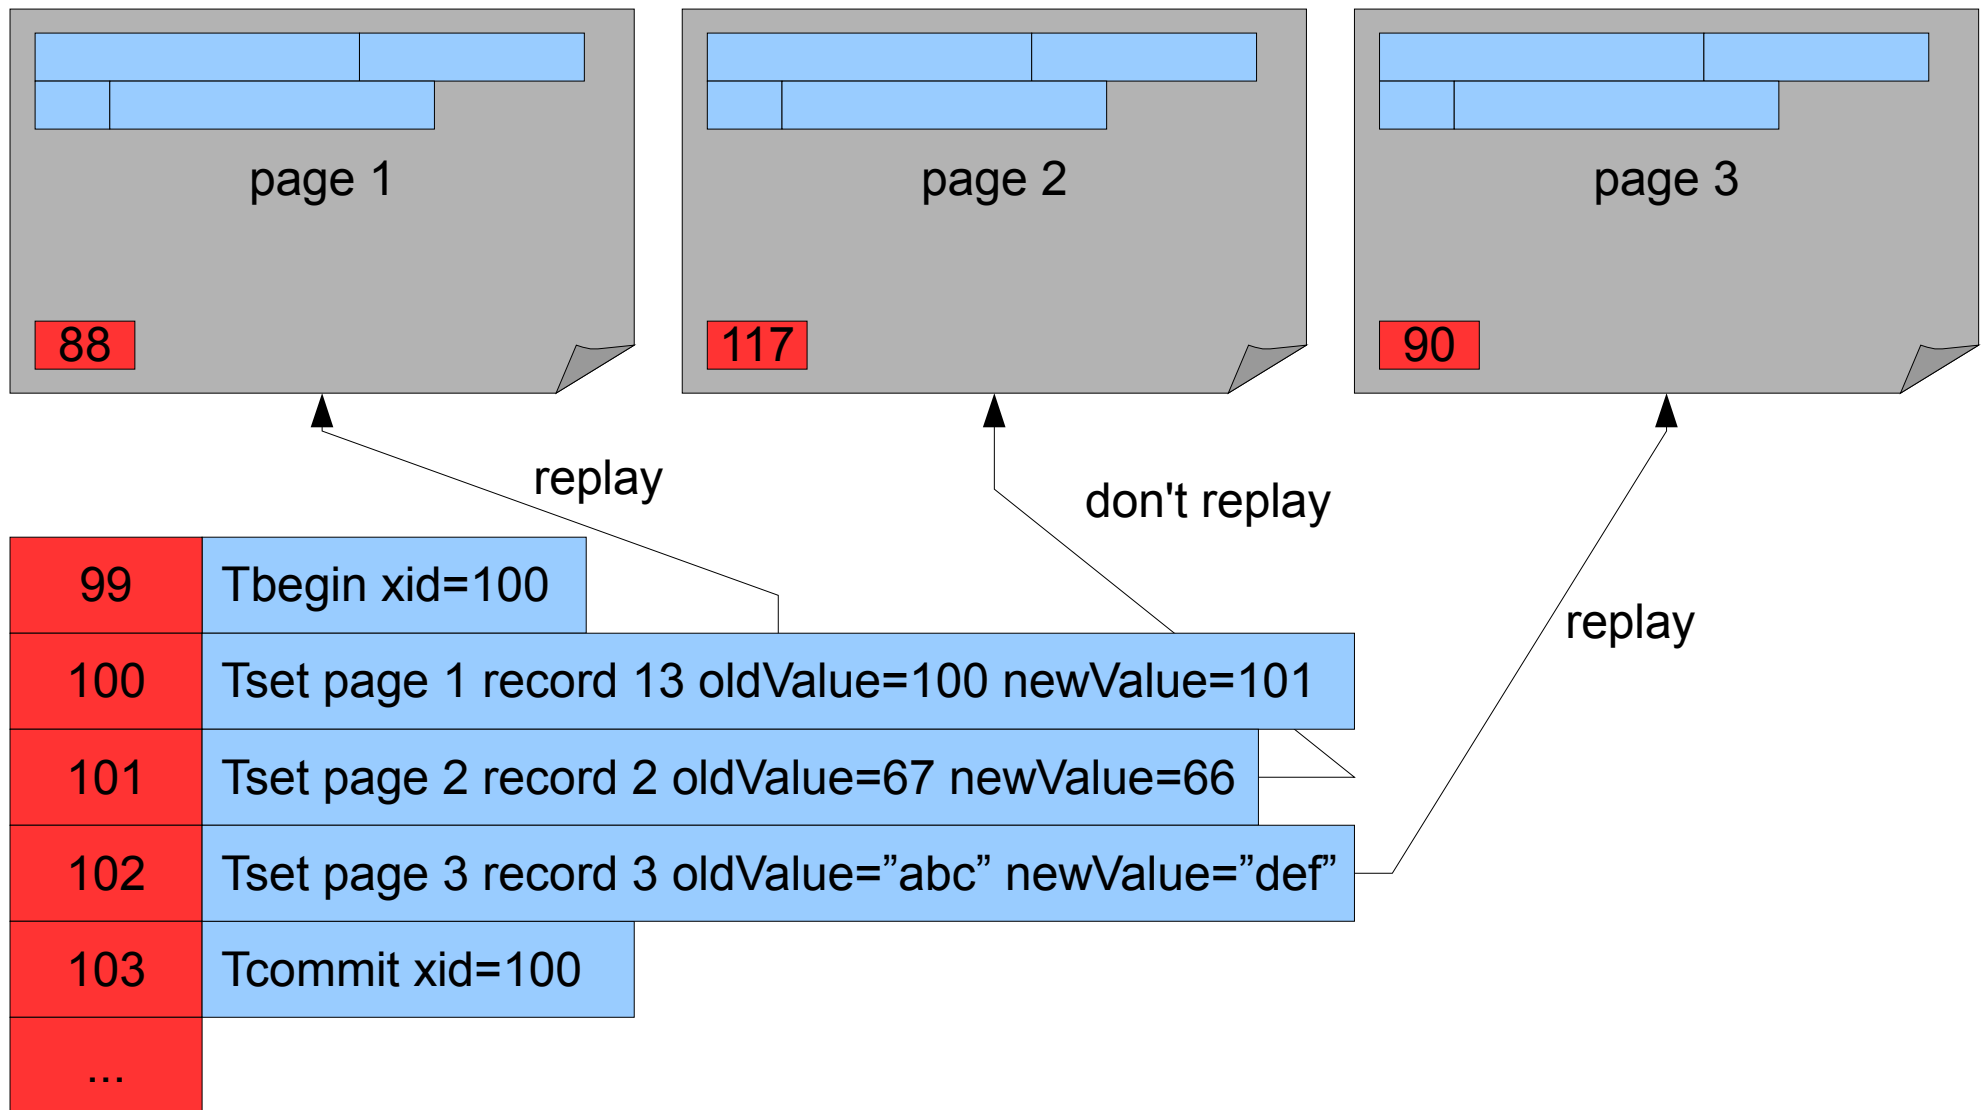 page 1
page 2
page 3
88
117
90
replay
don't replay
replay
99 Tbegin xid=100
100 Tset page 1 record 13 oldValue=100 newValue=101
101 Tset page 2 record 2 oldValue=67 newValue=66
102 Tset page 3 record 3 oldValue=”abc” newValue=”def”
103 Tcommit xid=100
...